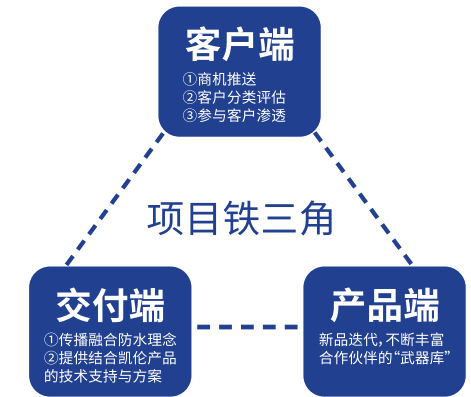 客户端
①商机推送
②客户分类评估
③参与客户渗透
项目铁三角
交付端
①传播融合防水理念
②提供结合凯伦产品
的技术支持与方案
产品端
新品迭代，不断丰富
合作伙伴的“武器库”